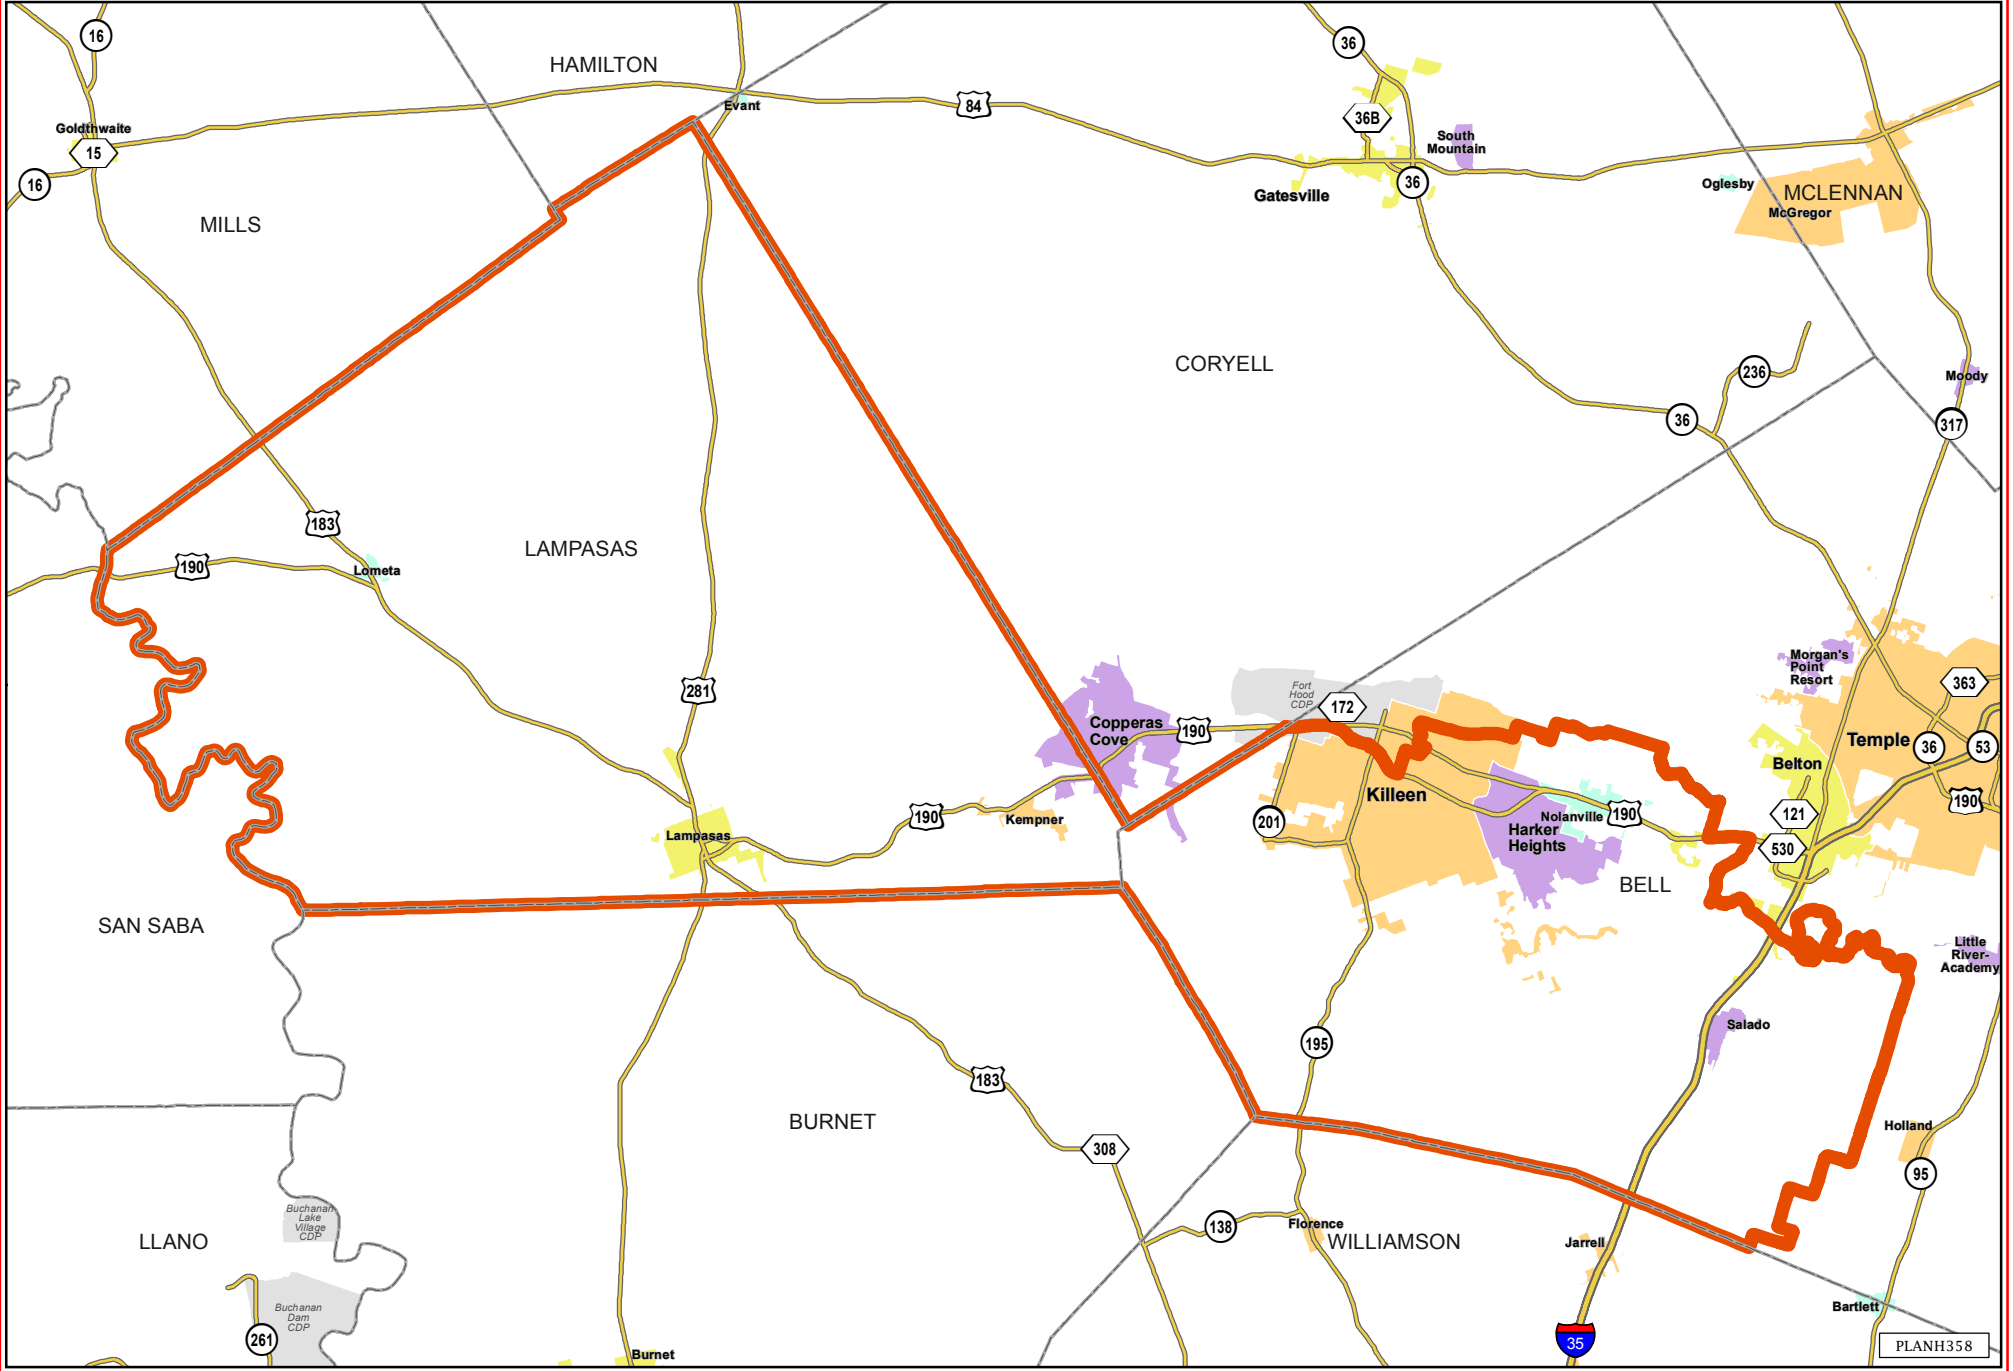 16
36
HAMILTON
84
Evant
36B
Goldthwaite
15
South
Mountain
16
36
Oglesby
MCLENNAN
Gatesville
McGregor
MILLS
CORYELL
236
Moody
36
317
183
LAMPASAS
190
Lometa
Morgan's
Point
Resort
363
281
Fort
Hood
CDP
172
Copperas
Cove
190
Temple
36
53
Belton
Killeen
190
190
Kempner
201
Nolanville
190
121
Harker
Heights
Lampasas
530
BELL
SAN SABA
Little
River-
Academy
Salado
195
183
BURNET
308
Holland
95
Buchanan
Lake
Village
CDP
138
Florence
LLANO
WILLIAMSON
Jarrell
Buchanan
Dam
CDP
Bartlett
261
35
PLANH358
Burnet